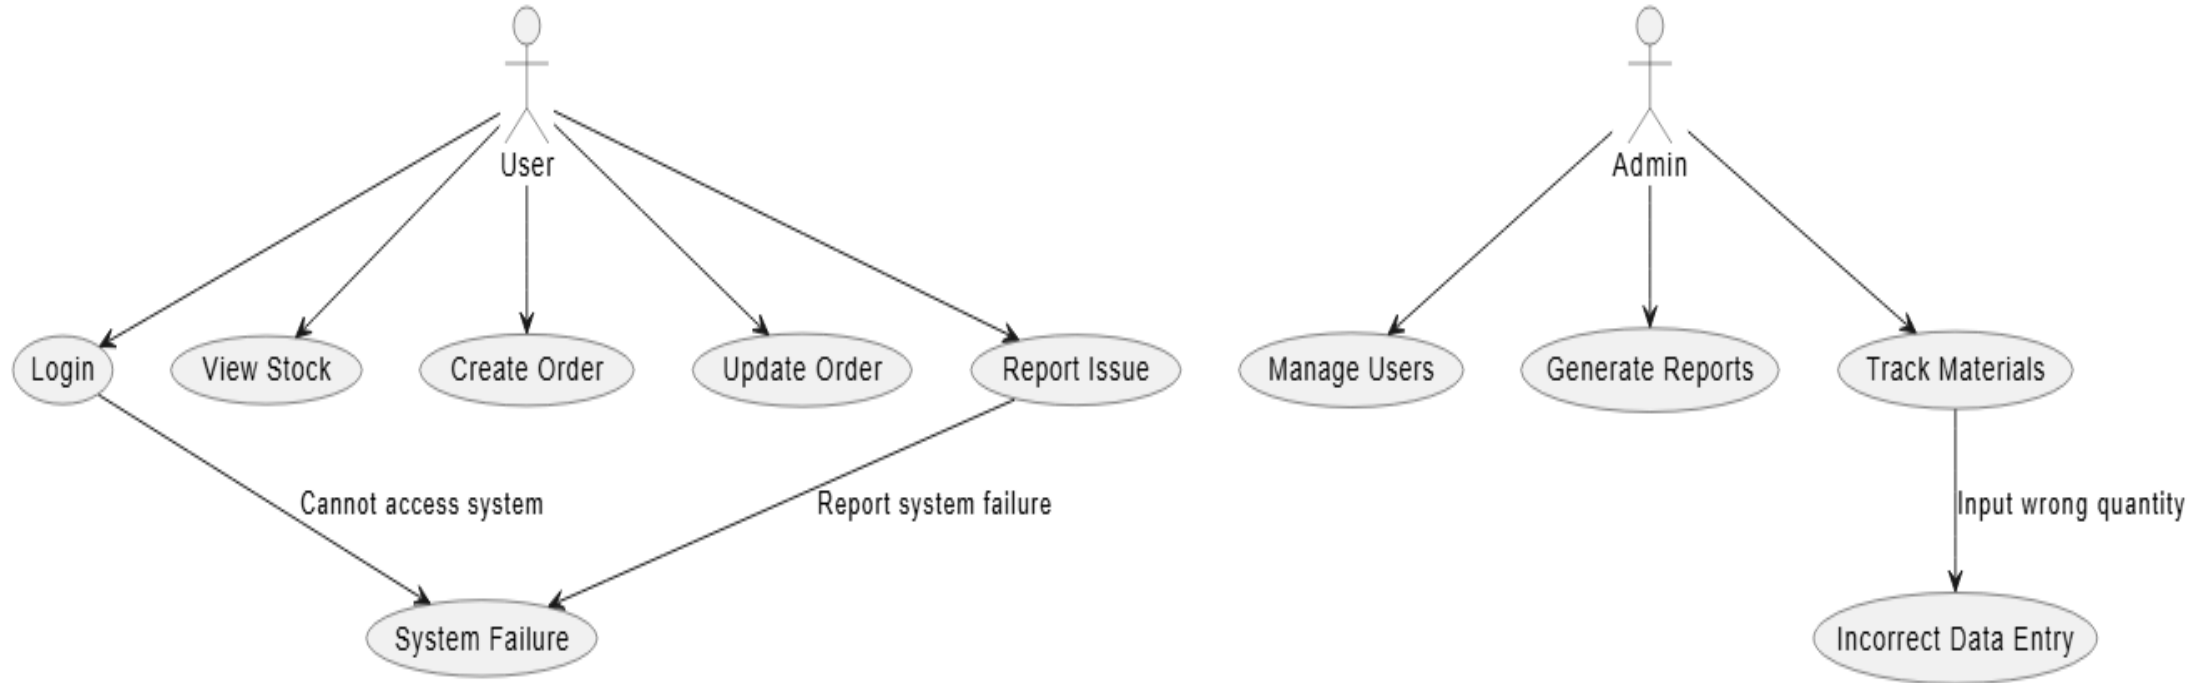 User
Admin
Login
View Stock
Create Order
Update Order
Report Issue
Manage Users
Generate Reports
Track Materials
Cannot access system
Report system failure
Input wrong quantity
System Failure
Incorrect Data Entry